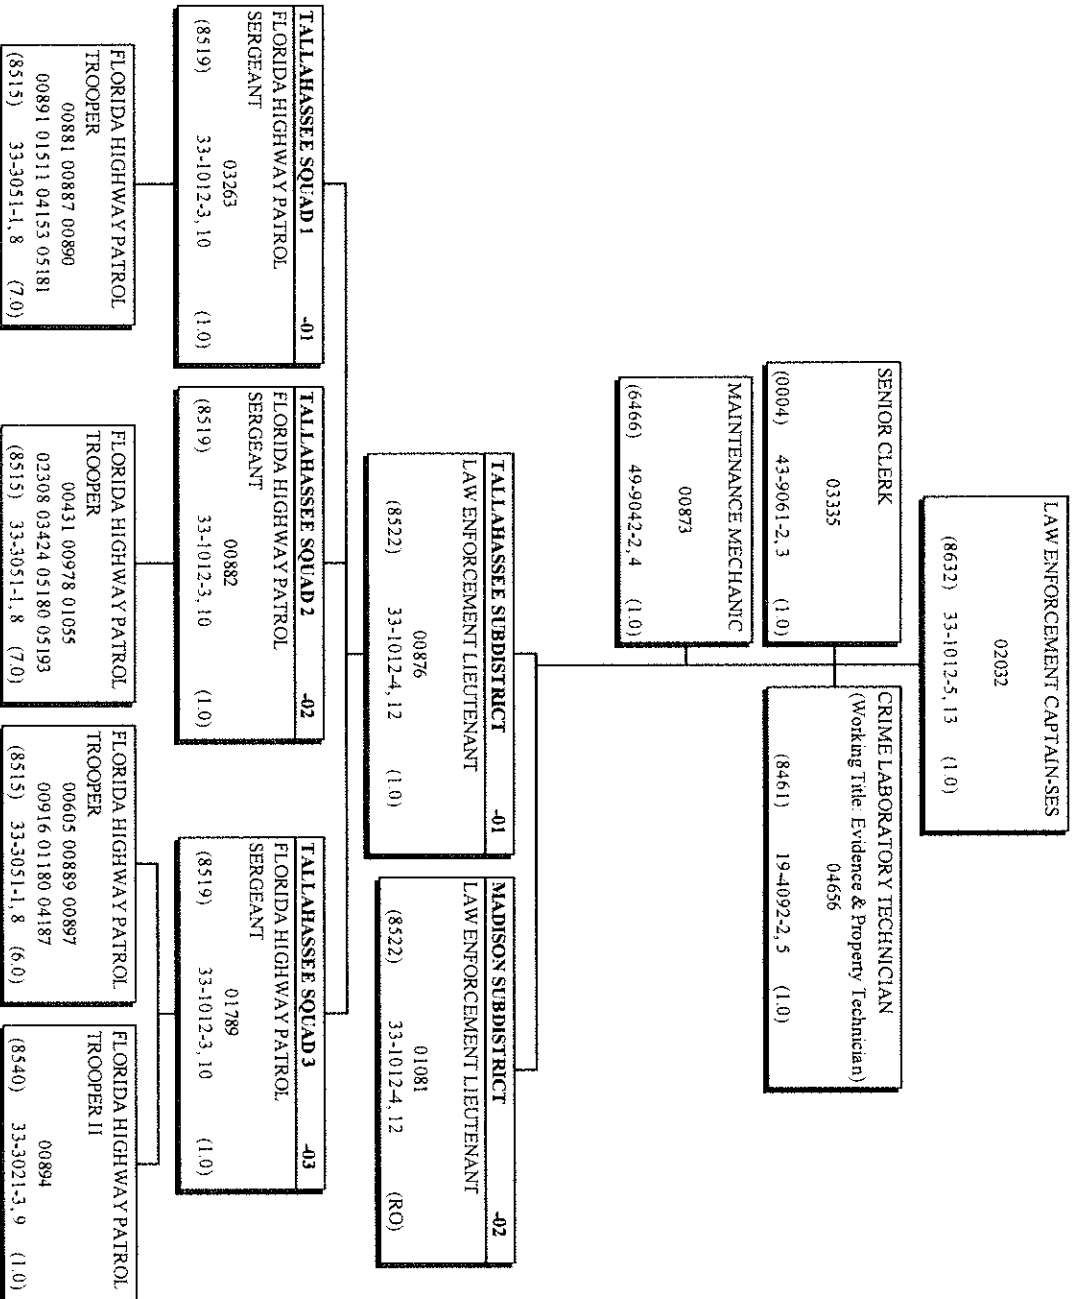 LAW ENFORCEMENT CAPTAIN-SES
02032
(8632) 33-1012-5, 13 (1.0)
SENIOR CLERK
03335
(0004) 43-9061-2, 3 (1.0)
CRIME LABORATORY TECHNICIAN
(Working Title: Evidence & Property Technician)
04656
(8461) 19-4092-2, 5 (1.0)
MAINTENANCE MECHANIC
00873
(6466) 49-9042-2, 4 (1.0)
TALLAHASSEE SUBDISTRICT -01
LAW ENFORCEMENT LIEUTENANT
00876
(8522) 33-1012-4, 12 (1.0)
MADISON SUBDISTRICT -02
LAW ENFORCEMENT LIEUTENANT
01081
(8522) 33-1012-4, 12 (RO)
TALLAHASSEE SQUAD 1 -01
FLORIDA HIGHWAY PATROL
SERGEANT
03263
(8519) 33-1012-3, 10 (1.0)
TALLAHASSEE SQUAD 2 -02
FLORIDA HIGHWAY PATROL
SERGEANT
00882
(8519) 33-1012-3, 10 (1.0)
TALLAHASSEE SQUAD 3 -03
FLORIDA HIGHWAY PATROL
SERGEANT
01789
(8519) 33-1012-3, 10 (1.0)
FLORIDA HIGHWAY PATROL
TROOPER
00881 00887 00890
00891 01511 04153 05181
(8515) 33-3051-1, 8 (7.0)
FLORIDA HIGHWAY PATROL
TROOPER
00431 00978 01055
02308 03424 05180 05193
(8515) 33-3051-1, 8 (7.0)
FLORIDA HIGHWAY PATROL
TROOPER
00605 00889 00897
00916 01180 04187
(8515) 33-3051-1, 8 (6.0)
FLORIDA HIGHWAY PATROL
TROOPER II
00894
(8540) 33-3021-3, 9 (1.0)